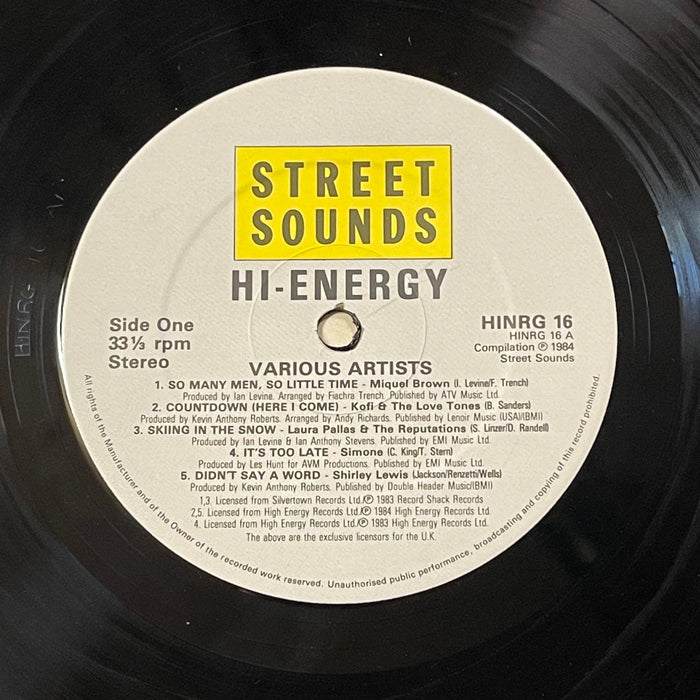 STREET
SOUNDS
HI-ENERGY
Side One
33⅓ rpm
Stereo
HINRG 16
HINRG 16 A
Compilation ℗ 1984
Street Sounds
VARIOUS ARTISTS
1. SO MANY MEN, SO LITTLE TIME - Miquel Brown (I. Levine/F. Trench)
Produced by Ian Levine. Arranged by Fiachra Trench. Published by ATV Music Ltd.
2. COUNTDOWN (HERE I COME) - Kofi & The Love Tones (B. Sanders)
Produced by Kevin Anthony Roberts. Arranged by Andy Richards. Published by Lenoir Music (USA)(BMI)
3. SKIING IN THE SNOW - Laura Pallas & The Reputations (S. Linzer/D. Randell)
Produced by Ian Levine & Ian Anthony Stevens. Published by EMI Music Ltd.
4. IT'S TOO LATE - Simone (C. King/T. Stern)
Produced by Les Hunt for AVM Productions. Published by EMI Music Ltd.
5. DIDN'T SAY A WORD - Shirley Lewis (Jackson/Renzetti/Wells)
Produced by Kevin Anthony Roberts. Published by Double Header Music(BMI)
1,3. Licensed from Silvertown Records Ltd./℗ 1983 Record Shack Records
2,5. Licensed from High Energy Records Ltd./℗ 1984 High Energy Records Ltd.
4. Licensed from High Energy Records Ltd./℗ 1983 High Energy Records Ltd.
The above are the exclusive licensors for the U.K.
All rights of the Manufacturer and of the Owner of the recorded work reserved. Unauthorised public performance, broadcasting and copying of this record prohibited.
HINRG